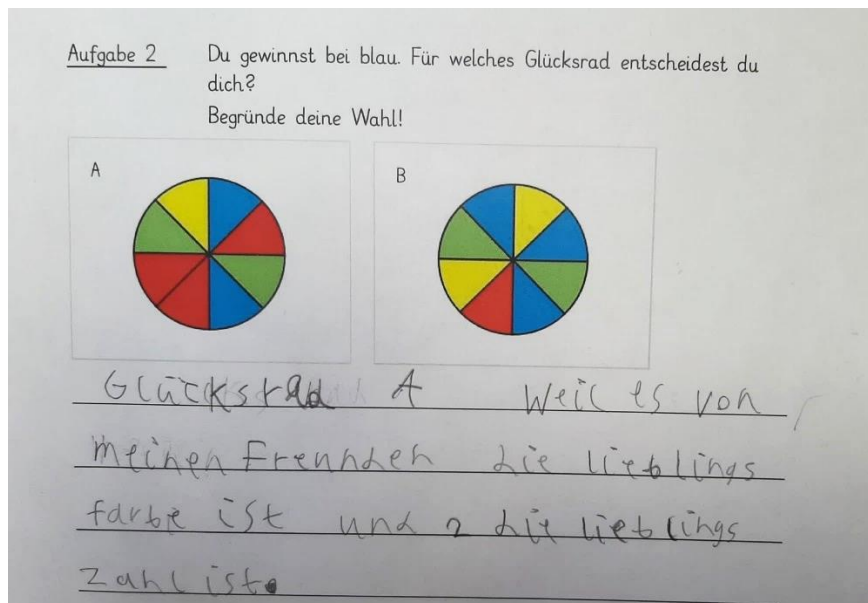 Aufgabe 2 Du gewinnst bei blau. Für welches Glücksrad entscheidest du
dich?
Begründe deine Wahl!
A
B
Glücksrad A Weil es von
meinen Freunnden die lieblings
farbe ist und 2 die lieblings
Zahl ist.